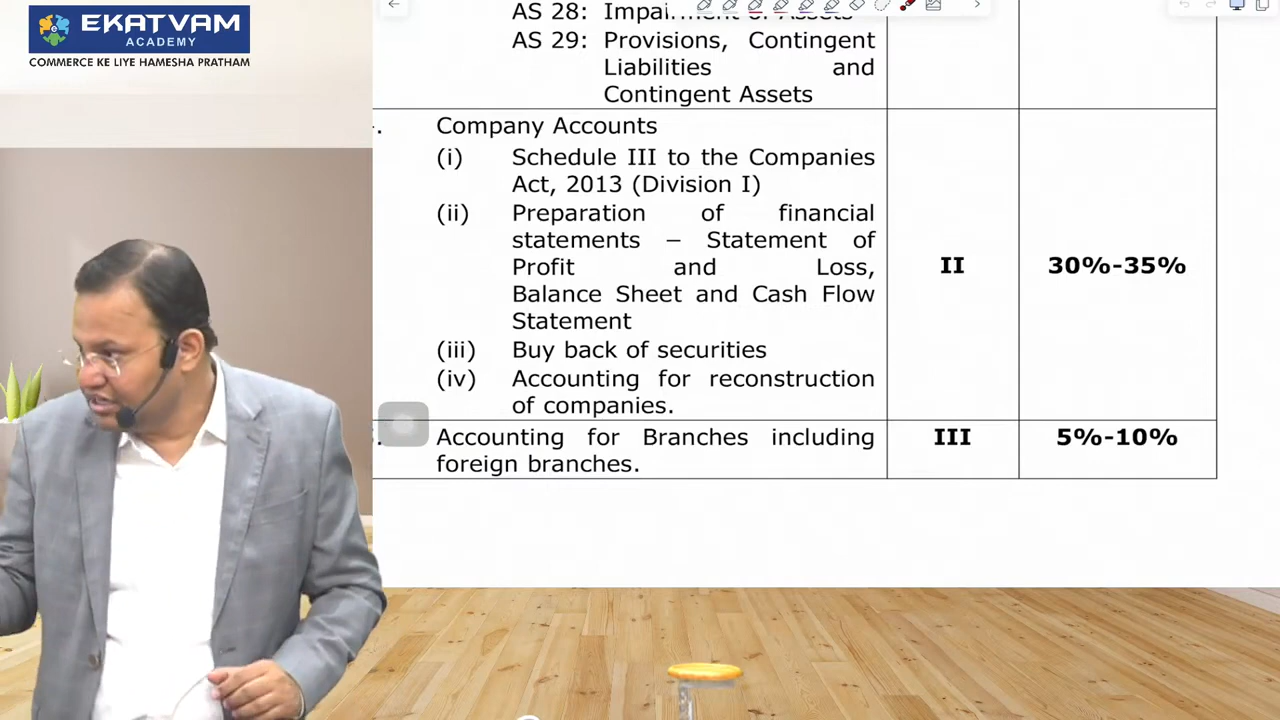 EKATVAM
ACADEMY
COMMERCE KE LIYE HAMESHA PRATHAM
AS 28: Impairment of Assets
AS 29: Provisions, Contingent
Liabilities and
Contingent Assets
Company Accounts
(i) Schedule III to the Companies
Act, 2013 (Division I)
(ii) Preparation of financial
statements – Statement of
Profit and Loss,
Balance Sheet and Cash Flow
Statement
(iii) Buy back of securities
(iv) Accounting for reconstruction
of companies.
II 30%-35%
Accounting for Branches including III 5%-10%
foreign branches.